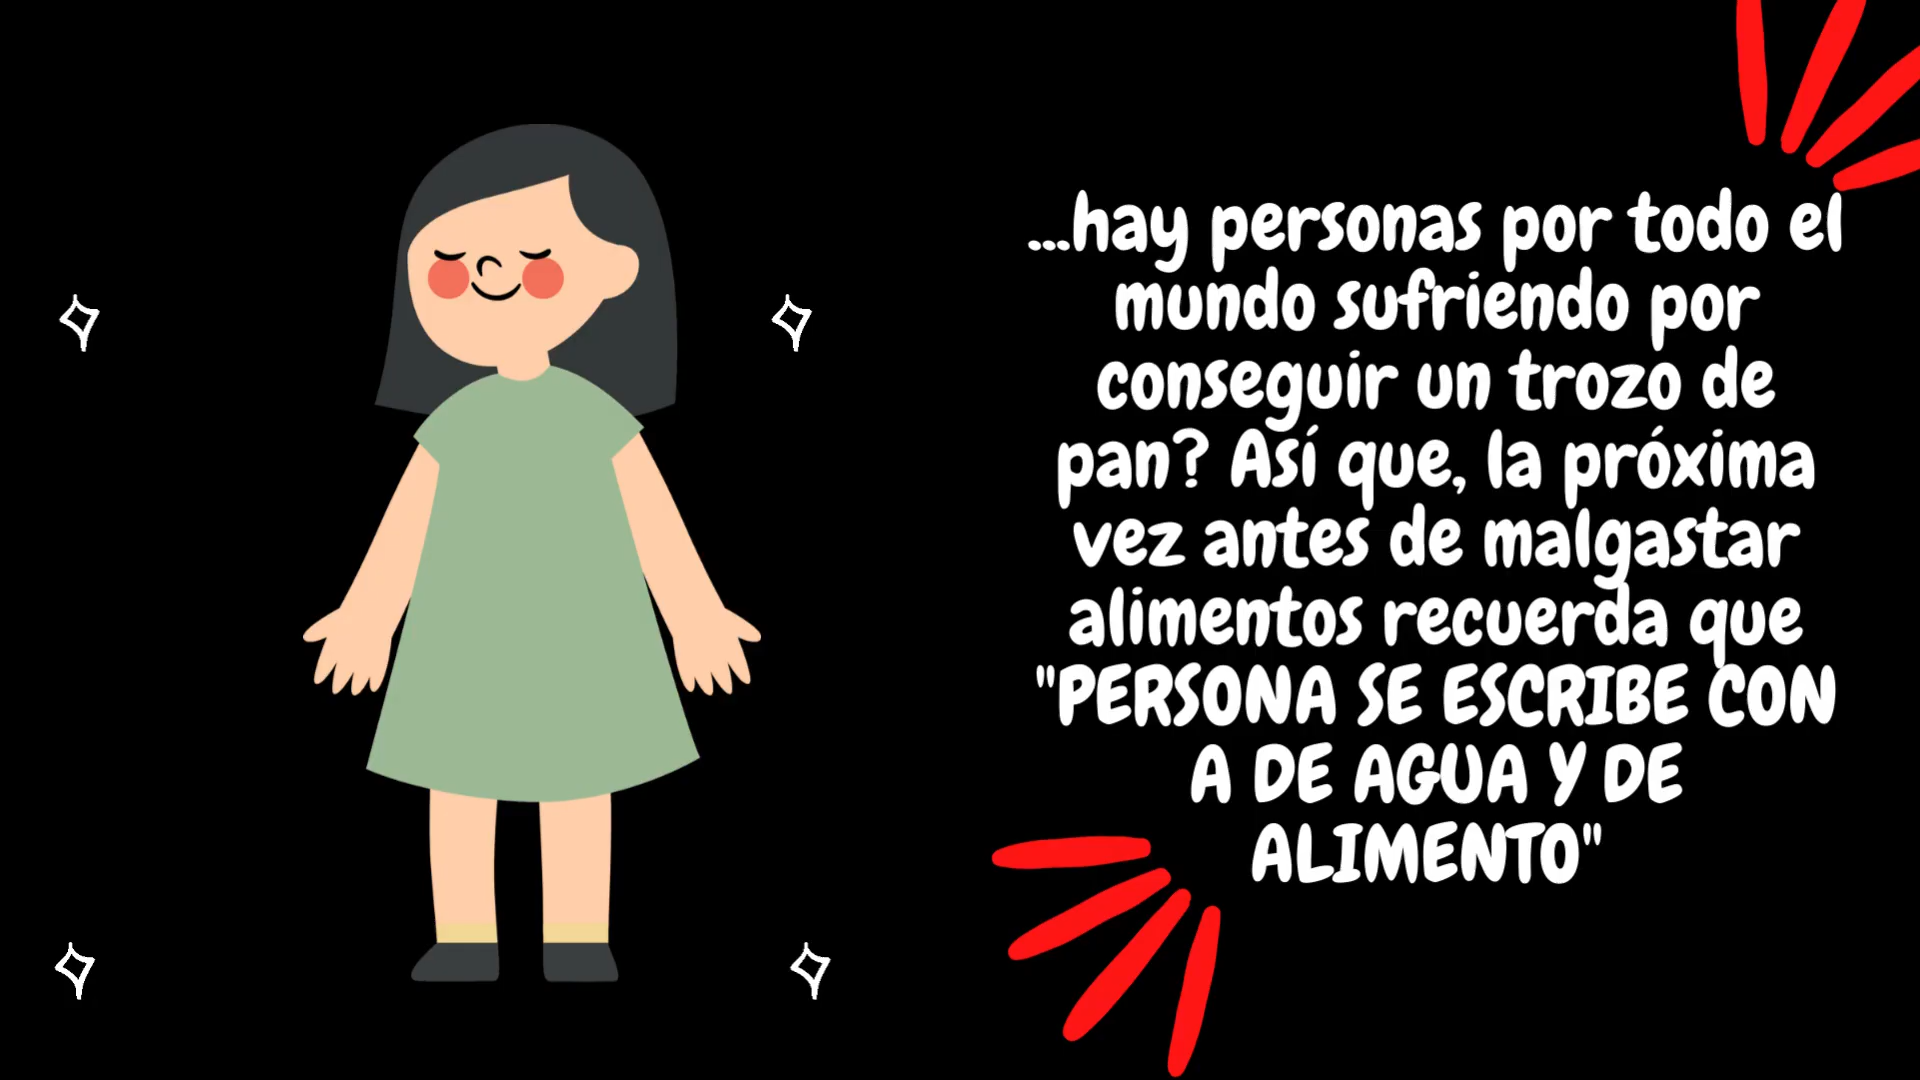 ...hay personas por todo el
mundo sufriendo por
conseguir un trozo de
pan? Así que, la próxima
vez antes de malgastar
alimentos recuerda que
"PERSONA SE ESCRIBE CON
A DE AGUA Y DE
ALIMENTO"